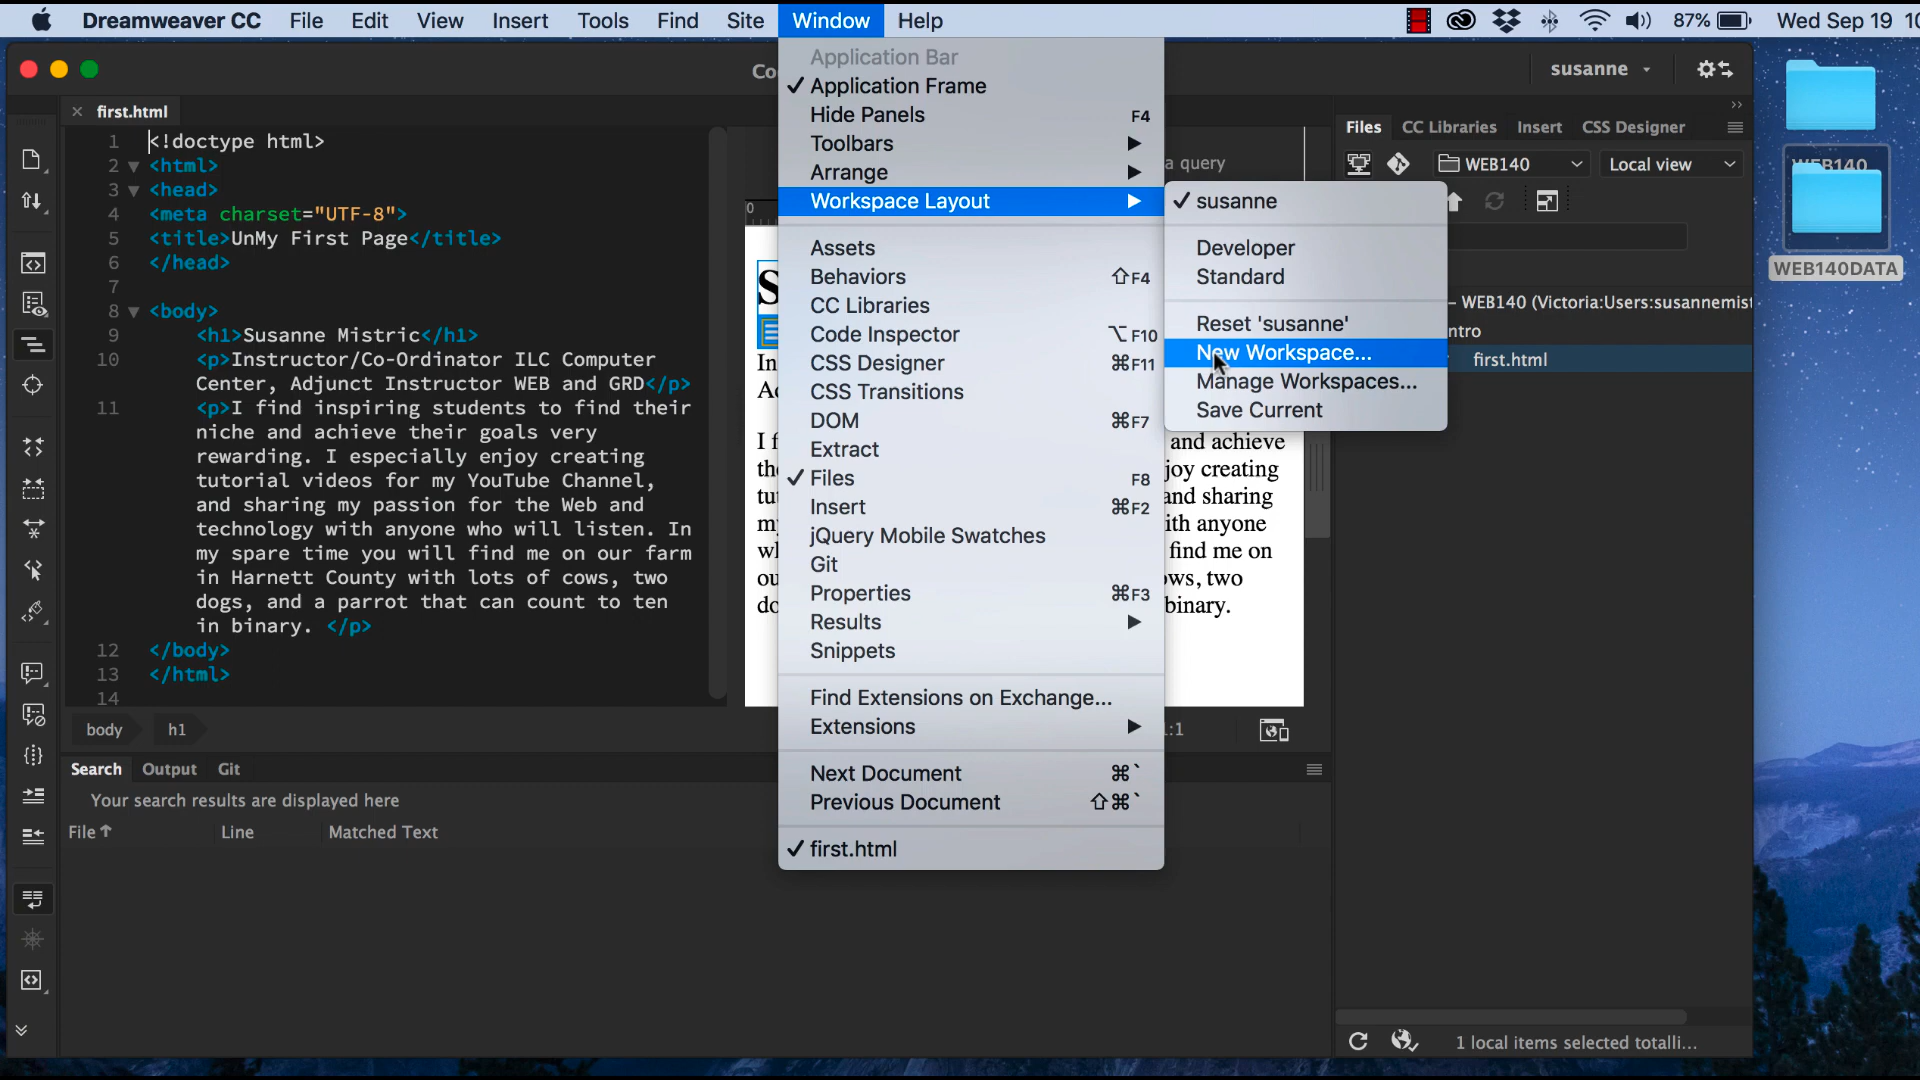 Dreamweaver CC File Edit View Insert Tools Find Site Window Help 87% Wed Sep 19
susanne
first.html
1 <!doctype html>
2 <html>
3 <head>
4 <meta charset="UTF-8">
5 <title>UnMy First Page</title>
6 </head>
7
8 <body>
9 <h1>Susanne Mistric</h1>
10 <p>Instructor/Co-Ordinator ILC Computer
Center, Adjunct Instructor WEB and GRD</p>
11 <p>I find inspiring students to find their
niche and achieve their goals very
rewarding. I especially enjoy creating
tutorial videos for my YouTube Channel,
and sharing my passion for the Web and
technology with anyone who will listen. In
my spare time you will find me on our farm
in Harnett County with lots of cows, two
dogs, and a parrot that can count to ten
in binary. </p>
12 </body>
13 </html>
14
body h1
Search Output Git
Your search results are displayed here
File Line Matched Text
Application Bar
✓ Application Frame
Hide Panels F4
Toolbars ▶
Arrange ▶
Workspace Layout ▶
Assets
Behaviors ⇧F4
CC Libraries
Code Inspector ⌥F10
CSS Designer ⌘F11
CSS Transitions
DOM ⌘F7
Extract
✓ Files F8
Insert ⌘F2
jQuery Mobile Swatches
Git
Properties ⌘F3
Results ▶
Snippets
Find Extensions on Exchange...
Extensions ▶
Next Document ⌘`
Previous Document ⇧⌘`
✓ first.html
✓ susanne
Developer
Standard
Reset 'susanne'
New Workspace...
Manage Workspaces...
Save Current
a query
0
S
In
I f
and achieve
joy creating
and sharing
ith anyone
find me on
ows, two
binary.
:1
Files CC Libraries Insert CSS Designer
WEB140 Local view
WEB140 (Victoria:Users:susannemist
ntro
first.html
1 local items selected totalli...
WEB140
WEB140DATA